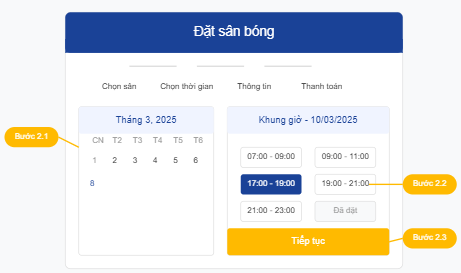 Đặt sân bóng
Chọn sân Chọn thời gian Thông tin Thanh toán
Tháng 3, 2025
CN T2 T3 T4 T5 T6
1 2 3 4 5 6
8
Khung giờ - 10/03/2025
07:00 - 09:00 09:00 - 11:00
17:00 - 19:00 19:00 - 21:00
21:00 - 23:00 Đã đặt
Tiếp tục
Bước 2.1
Bước 2.2
Bước 2.3